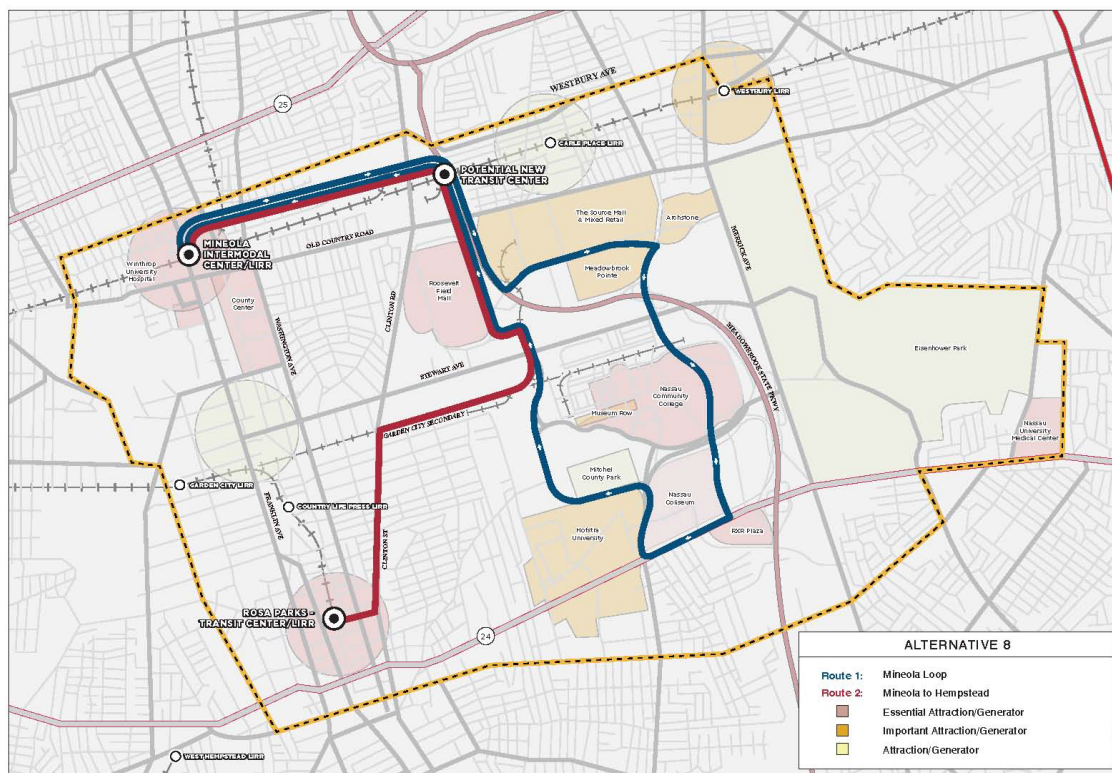 WESTBURY AVE
WESTBURY LIRR
25
CARLE PLACE LIRR
POTENTIAL NEW
TRANSIT CENTER
The Source Mall
& Mixed Retail
Archstone
MINEOLA
INTERMODAL
CENTER/LIRR
OLD COUNTRY ROAD
MERRICK AVE
Winthrop
University
Hospital
Meadowbrook
Pointe
Roosevelt
Field
Mall
County
Center
CLINTON RD
WASHINGTON AVE
MEADOWBROOK STATE PKWY
Eisenhower Park
STEWART AVE
Nassau
Community
College
Museum Row
GARDEN CITY SECONDARY
Nassau
University
Medical Center
Mitchel
County Park
GARDEN CITY LIRR
Nassau
Coliseum
COUNTRY LIFE PRESS LIRR
FRANKLIN AVE
Hofstra
University
RXR Plaza
CLINTON ST
ROSA PARKS -
TRANSIT CENTER/LIRR
24
WEST HEMPSTEAD LIRR
ALTERNATIVE 8
Route 1: Mineola Loop
Route 2: Mineola to Hempstead
Essential Attraction/Generator
Important Attraction/Generator
Attraction/Generator